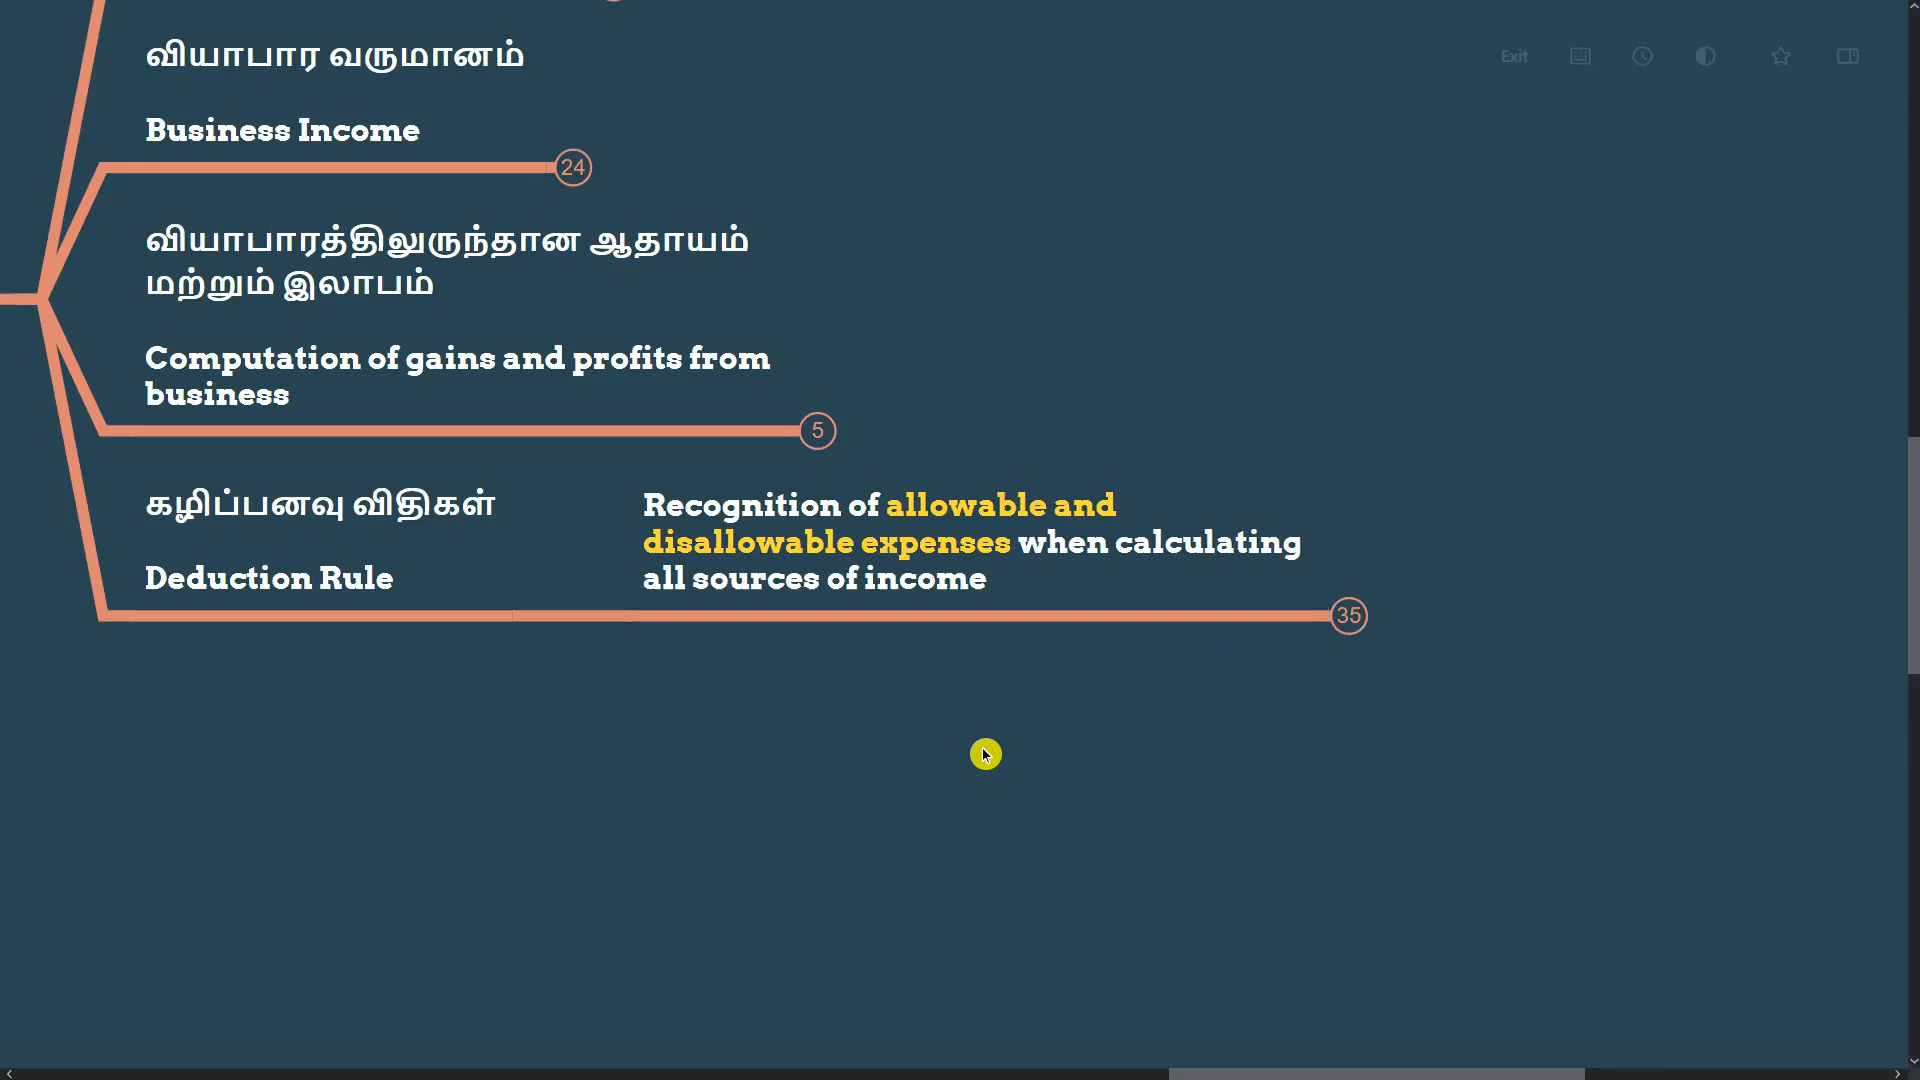 வியாபார வருமானம்
Exit
Business Income
24
வியாபாரத்திலுருந்தான ஆதாயம்
மற்றும் இலாபம்
Computation of gains and profits from
business
5
கழிப்பனவு விதிகள்
Deduction Rule
Recognition of allowable and
disallowable expenses when calculating
all sources of income
35